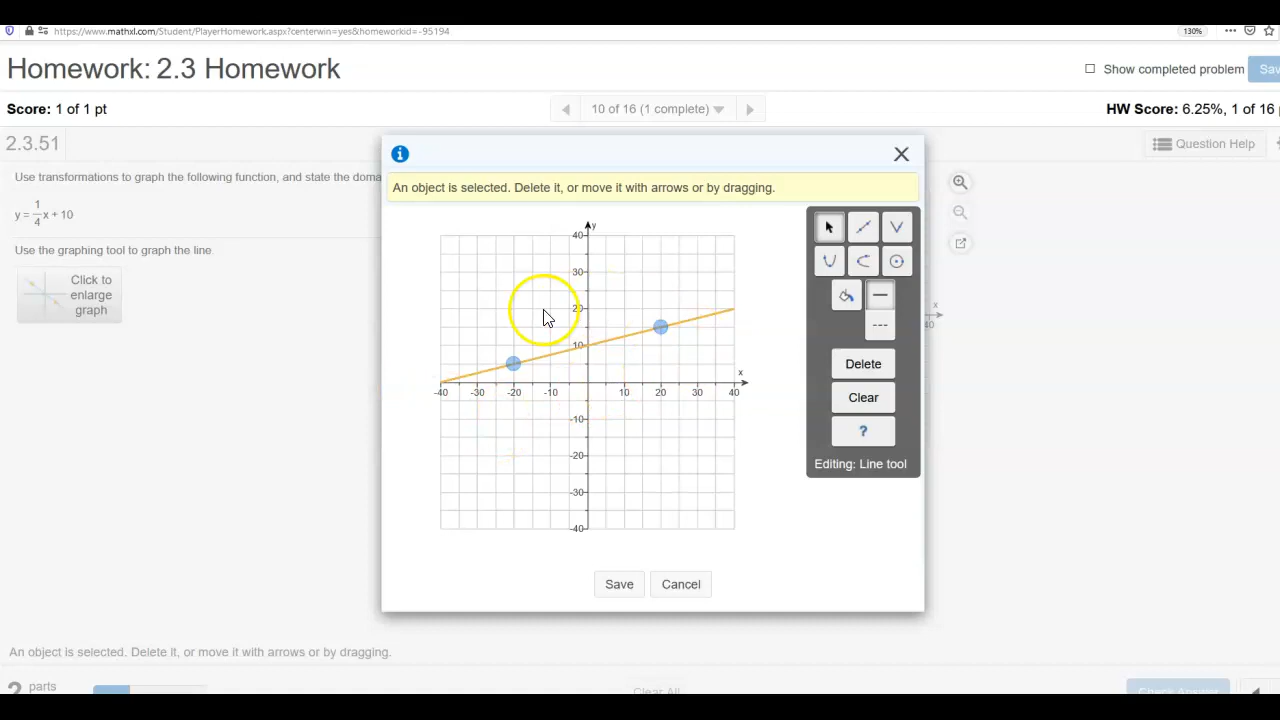 https://www.mathxl.com/Student/PlayerHomework.aspx?centerwin=yes&homeworkid=-95194
130%
Homework: 2.3 Homework
Show completed problem
Score: 1 of 1 pt
10 of 16 (1 complete)
HW Score: 6.25%, 1 of 16
2.3.51
Question Help
Use transformations to graph the following function, and state the
y = 1/4 x + 10
Use the graphing tool to graph the line.
Click to
enlarge
graph
An object is selected. Delete it, or move it with arrows or by dragging.
y
40
30
20
10
x
-40 -30 -20 -10 10 20 30 40
-10
-20
-30
-40
x
40
Delete
Clear
?
Editing: Line tool
Save
Cancel
An object is selected. Delete it, or move it with arrows or by dragging.
2 parts
Clear All
Check Answer